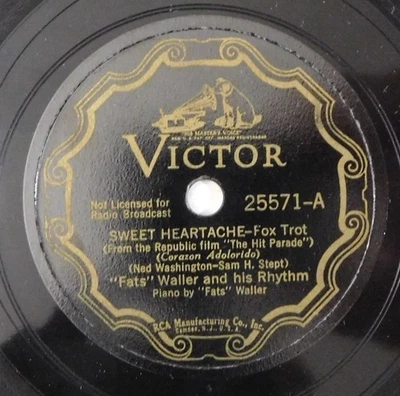 "HIS MASTER'S VOICE"
VICTOR
Not Licensed for
Radio Broadcast
25571-A
SWEET HEARTACHE-Fox Trot
(From the Republic film "The Hit Parade")
(Corazon Adolorido)
(Ned Washington-Sam H. Stept)
"Fats" Waller and his Rhythm
Piano by "Fats" Waller
RCA Manufacturing Co., Inc.
Camden, N. J., U. S. A.